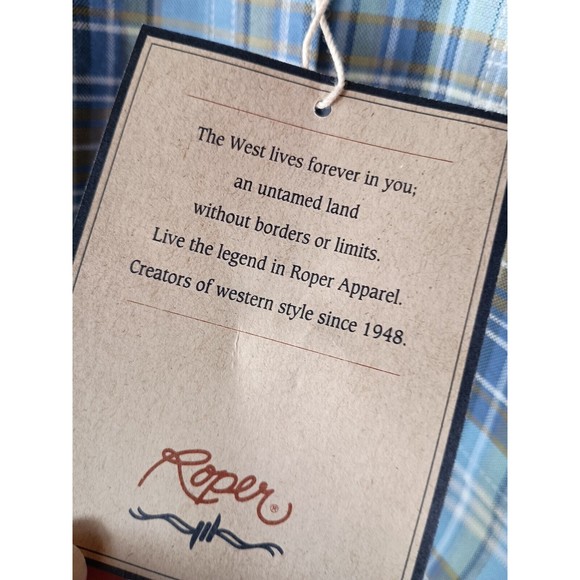 The West lives forever in you;
an untamed land
without borders or limits.
Live the legend in Roper Apparel.
Creators of western style since 1948.
Roper®